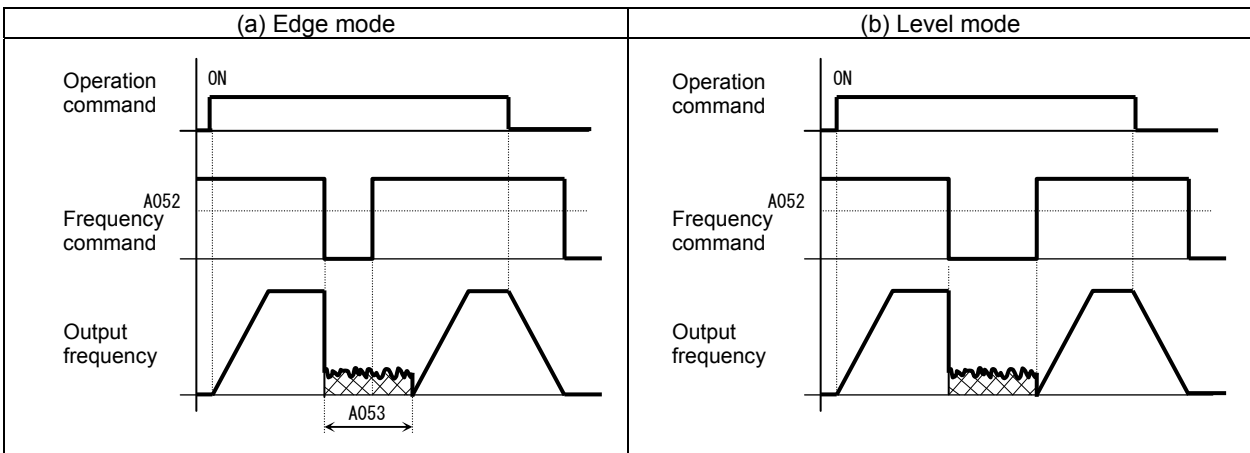 (a) Edge mode
(b) Level mode
Operation
command
ON
A052
Frequency
command
Output
frequency
A053
Operation
command
ON
A052
Frequency
command
Output
frequency